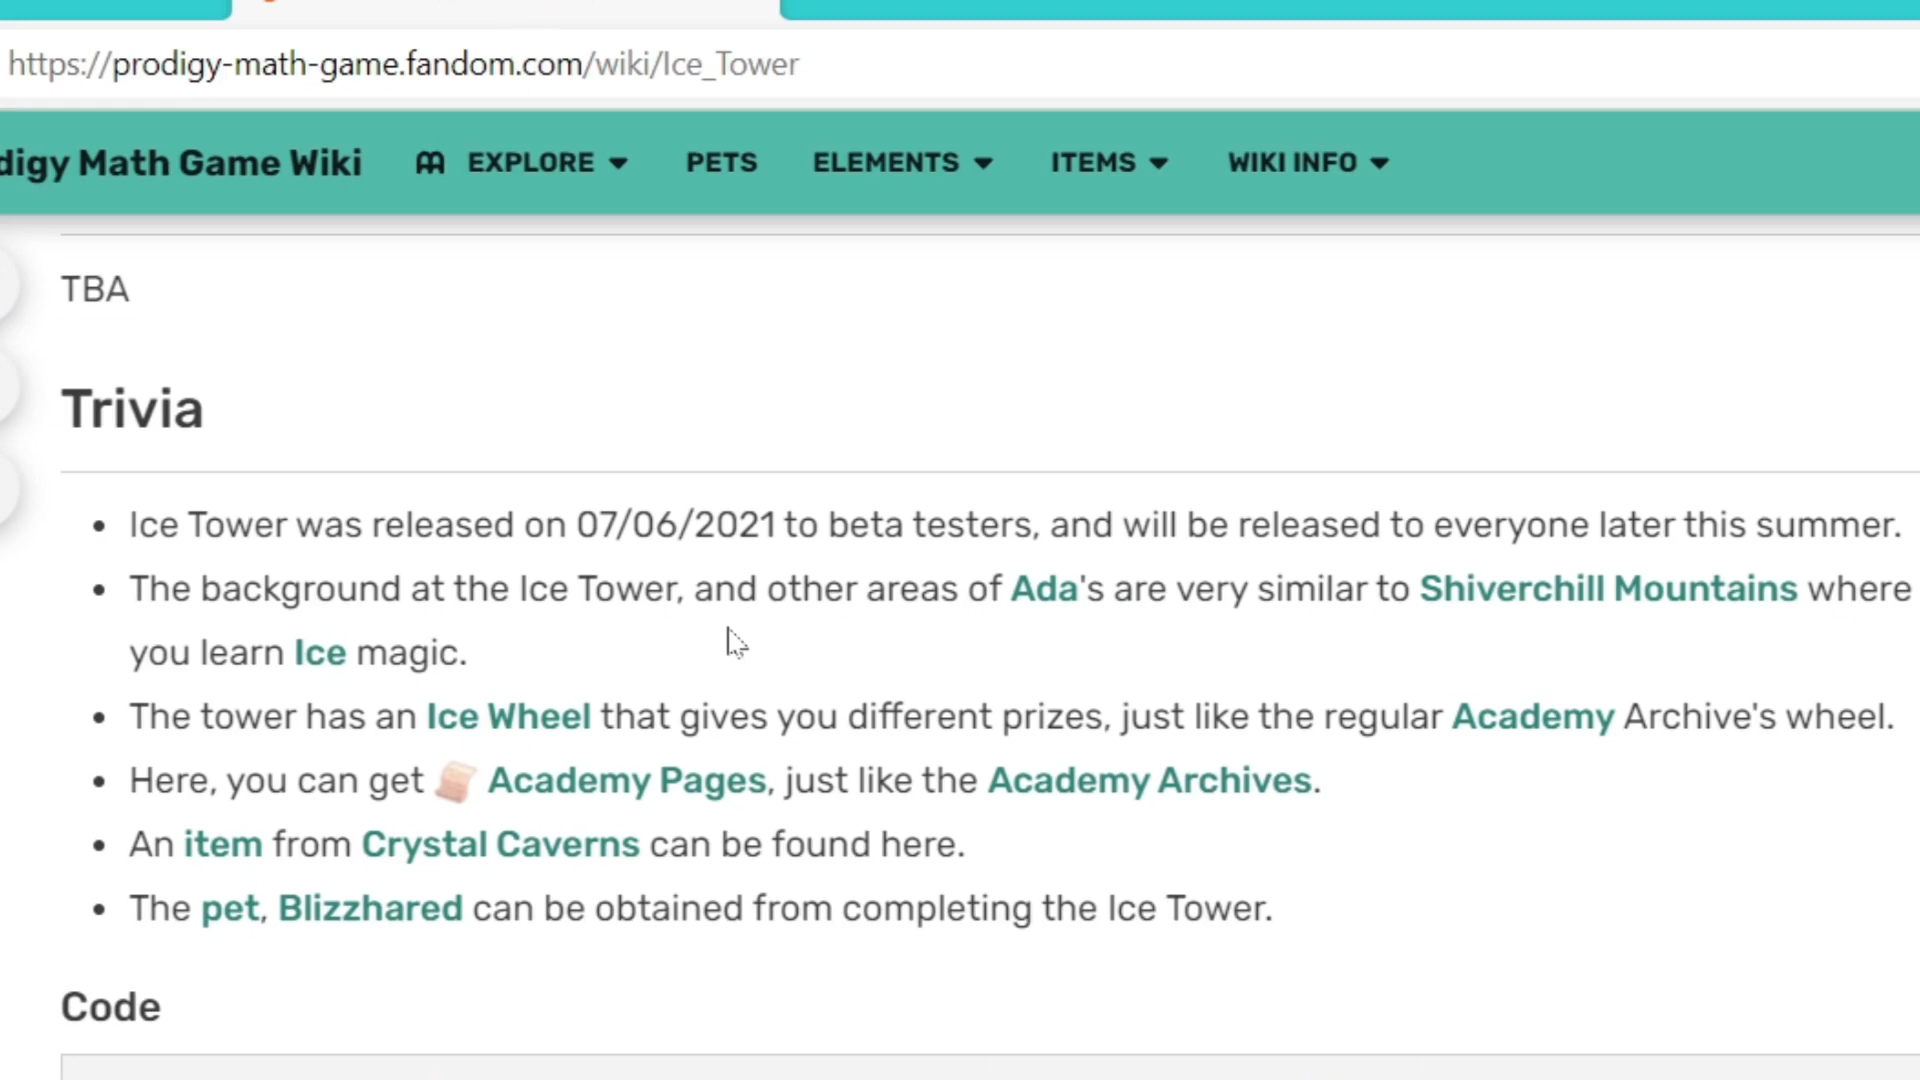 https://prodigy-math-game.fandom.com/wiki/Ice_Tower
digy Math Game Wiki EXPLORE PETS ELEMENTS ITEMS WIKI INFO
TBA
Trivia
Ice Tower was released on 07/06/2021 to beta testers, and will be released to everyone later this summer.
The background at the Ice Tower, and other areas of Ada's are very similar to Shiverchill Mountains where
you learn Ice magic.
The tower has an Ice Wheel that gives you different prizes, just like the regular Academy Archive's wheel.
Here, you can get Academy Pages, just like the Academy Archives.
An item from Crystal Caverns can be found here.
The pet, Blizzhared can be obtained from completing the Ice Tower.
Code